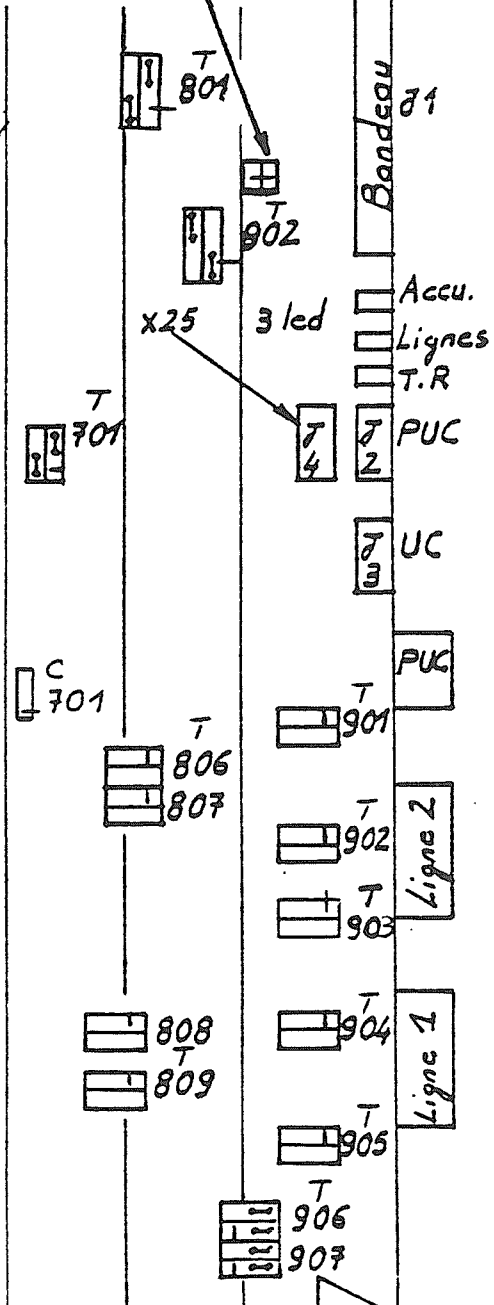 T
801
J1
Bandeau
T
802
Accu.
x25
3 led
Lignes
T.R
T
701
J
4
J
2
PUC
J
3
UC
PUC
C
701
T
901
T
806
807
T
902
Ligne 2
T
903
T
904
808
T
809
Ligne 1
T
905
T
906
907